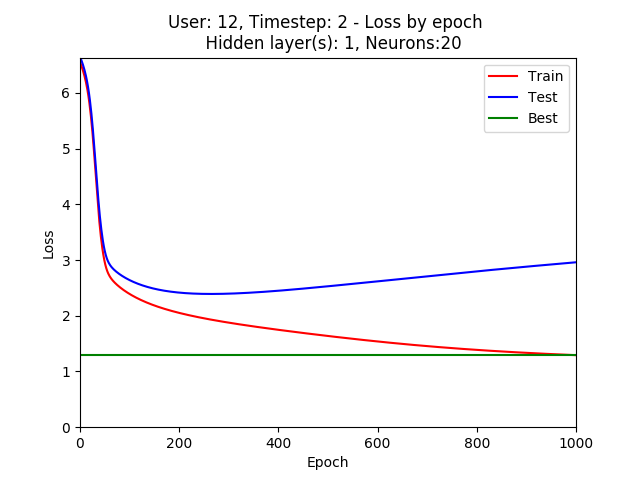 User: 12, Timestep: 2 - Loss by epoch
Hidden layer(s): 1, Neurons:20
Train
Test
Best
6
5
4
3
2
1
0
Loss
0 200 400 600 800 1000
Epoch